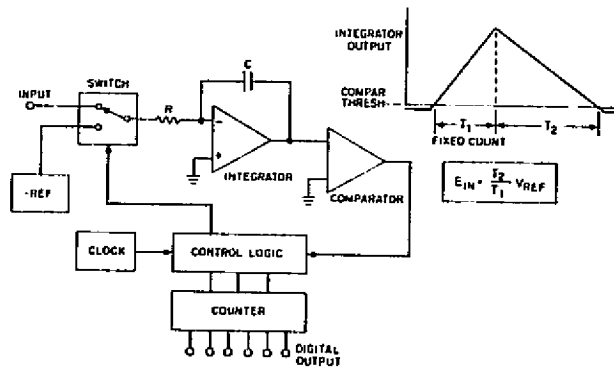 INTEGRATOR
OUTPUT
COMPAR
THRESH
T1
T2
FIXED COUNT
EIN = T2/T1 VREF
SWITCH
INPUT
R
C
-
+
INTEGRATOR
COMPARATOR
-REF
CLOCK
CONTROL LOGIC
COUNTER
DIGITAL
OUTPUT